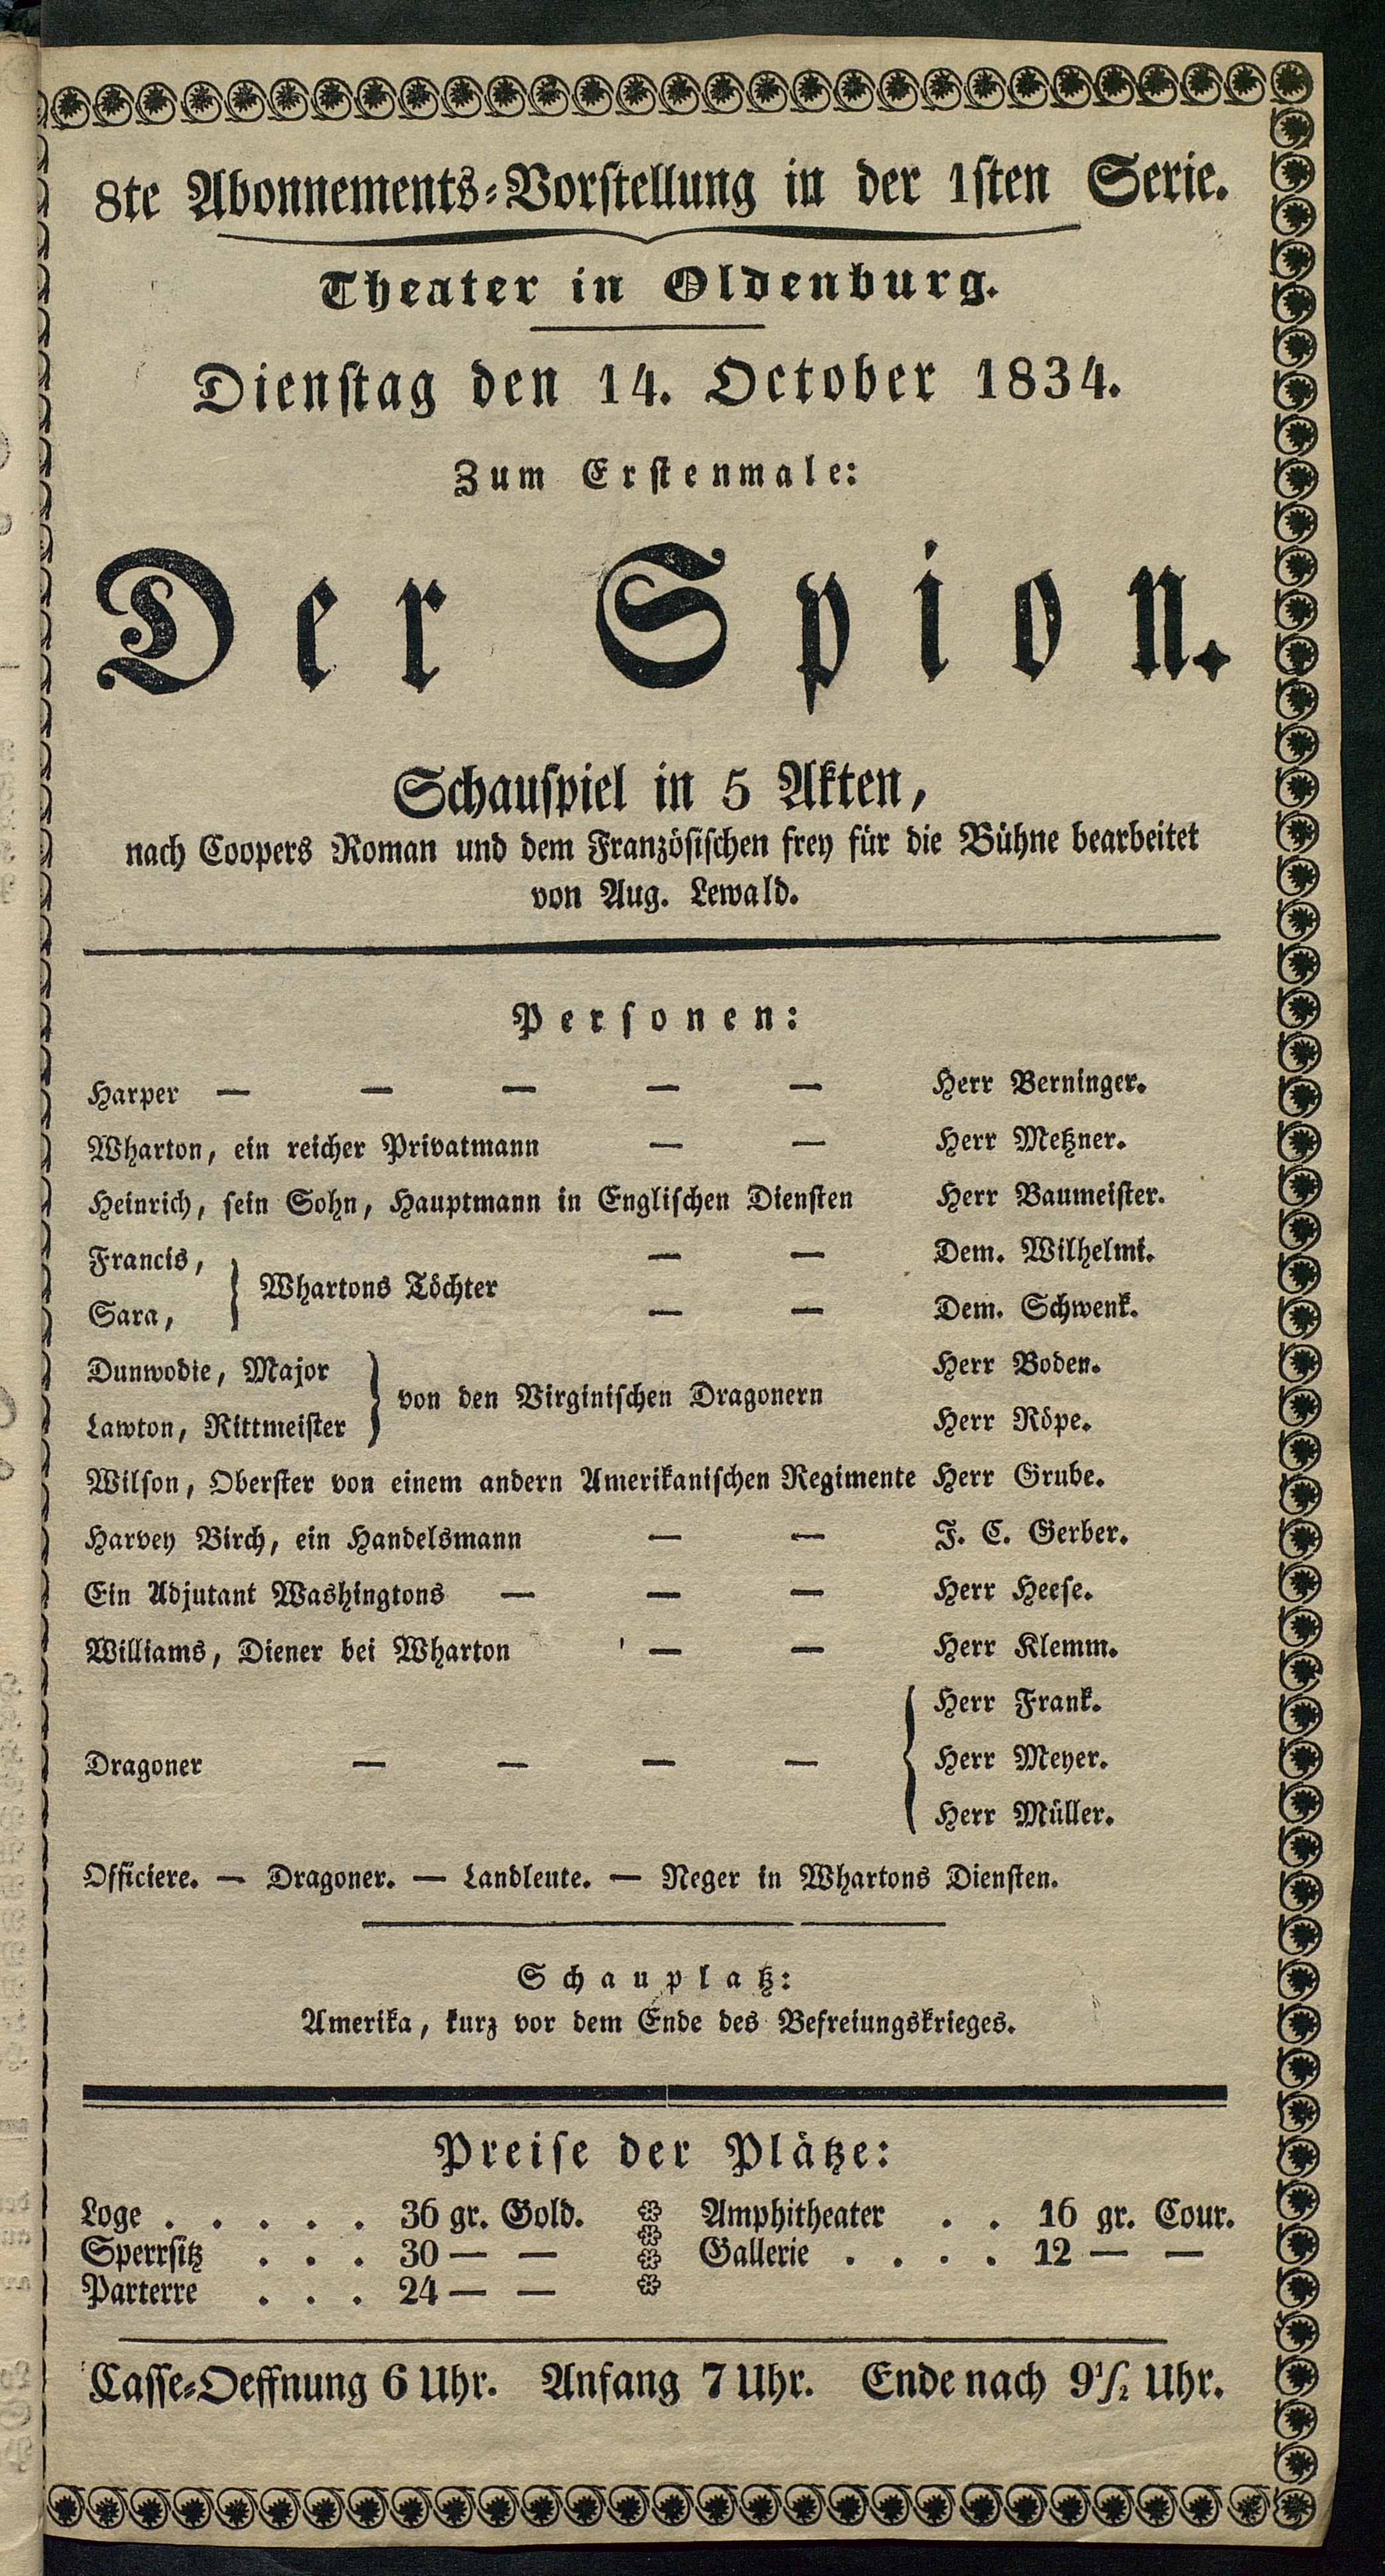 8te Abonnements-Vorstellung in der 1sten Serie.
Theater in Oldenburg.
Dienstag den 14. October 1834.
Zum Erstenmale:
Der Spion.
Schauspiel in 5 Akten,
nach Coopers Roman und dem Französischen frey für die Bühne bearbeitet
von Aug. Lewald.
Personen:
Harper — — — — — Herr Berninger.
Wharton, ein reicher Privatmann — — Herr Metzner.
Heinrich, sein Sohn, Hauptmann in Englischen Diensten Herr Baumeister.
Francis, — — Dem. Wilhelmi.
Whartons Töchter
Sara, — — Dem. Schwenk.
Dunwodie, Major Herr Boden.
von den Virginischen Dragonern
Lawton, Rittmeister Herr Röpe.
Wilson, Oberster von einem andern Amerikanischen Regimente Herr Grube.
Harvey Birch, ein Handelsmann — — J. C. Gerber.
Ein Adjutant Washingtons — — — Herr Heese.
Williams, Diener bei Wharton — — Herr Klemm.
Herr Frank.
Dragoner — — — — Herr Meyer.
Herr Müller.
Officiere. — Dragoner. — Landleute. — Neger in Whartons Diensten.
Schauplatz:
Amerika, kurz vor dem Ende des Befreiungskrieges.
Preise der Plätze:
Loge . . . . . 36 gr. Gold. Amphitheater . . 16 gr. Cour.
Sperrsitz . . . 30 — — Gallerie . . . . 12 — —
Parterre . . . 24 — —
Casse-Oeffnung 6 Uhr. Anfang 7 Uhr. Ende nach 9 1/2 Uhr.